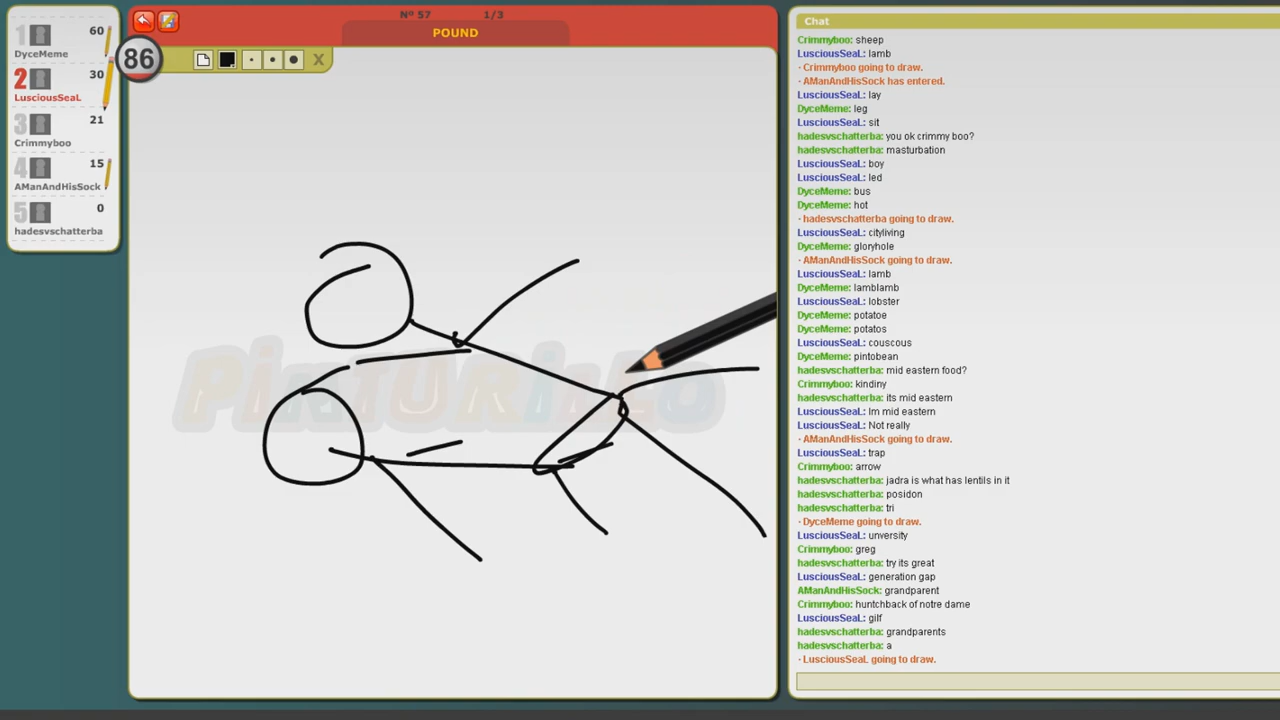 1
60
DyceMeme
2
30
LusciousSeaL
3
21
Crimmyboo
4
15
AManAndHisSock
5
0
hadesvschatterba
86
Nº 57
1/3
POUND
X
PINTURILLO
Chat
Crimmyboo: sheep
LusciousSeaL: lamb
· Crimmyboo going to draw.
· AManAndHisSock has entered.
LusciousSeaL: lay
DyceMeme: leg
LusciousSeaL: sit
hadesvschatterba: you ok crimmy boo?
hadesvschatterba: masturbation
LusciousSeaL: boy
LusciousSeaL: led
DyceMeme: bus
DyceMeme: hot
· hadesvschatterba going to draw.
LusciousSeaL: cityliving
DyceMeme: gloryhole
· AManAndHisSock going to draw.
LusciousSeaL: lamb
DyceMeme: lamblamb
LusciousSeaL: lobster
DyceMeme: potatoe
DyceMeme: potatos
LusciousSeaL: couscous
DyceMeme: pintobean
hadesvschatterba: mid eastern food?
Crimmyboo: kindiny
hadesvschatterba: its mid eastern
LusciousSeaL: Im mid eastern
LusciousSeaL: Not really
· AManAndHisSock going to draw.
LusciousSeaL: trap
Crimmyboo: arrow
hadesvschatterba: jadra is what has lentils in it
hadesvschatterba: posidon
hadesvschatterba: tri
· DyceMeme going to draw.
LusciousSeaL: unversity
Crimmyboo: greg
hadesvschatterba: try its great
LusciousSeaL: generation gap
AManAndHisSock: grandparent
Crimmyboo: huntchback of notre dame
LusciousSeaL: gilf
hadesvschatterba: grandparents
hadesvschatterba: a
· LusciousSeaL going to draw.